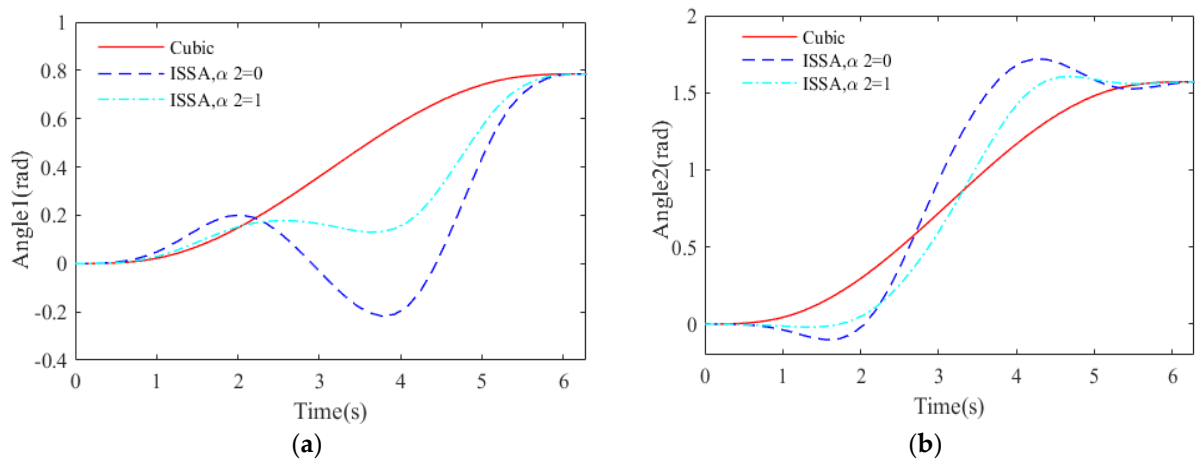 1
0.8
0.6
0.4
0.2
0
-0.2
-0.4
Angle1(rad)
Cubic
ISSA,α 2=0
ISSA,α 2=1
0 1 2 3 4 5 6
Time(s)
(a)
2
1.5
1
0.5
0
Angle2(rad)
Cubic
ISSA,α 2=0
ISSA,α 2=1
0 1 2 3 4 5 6
Time(s)
(b)